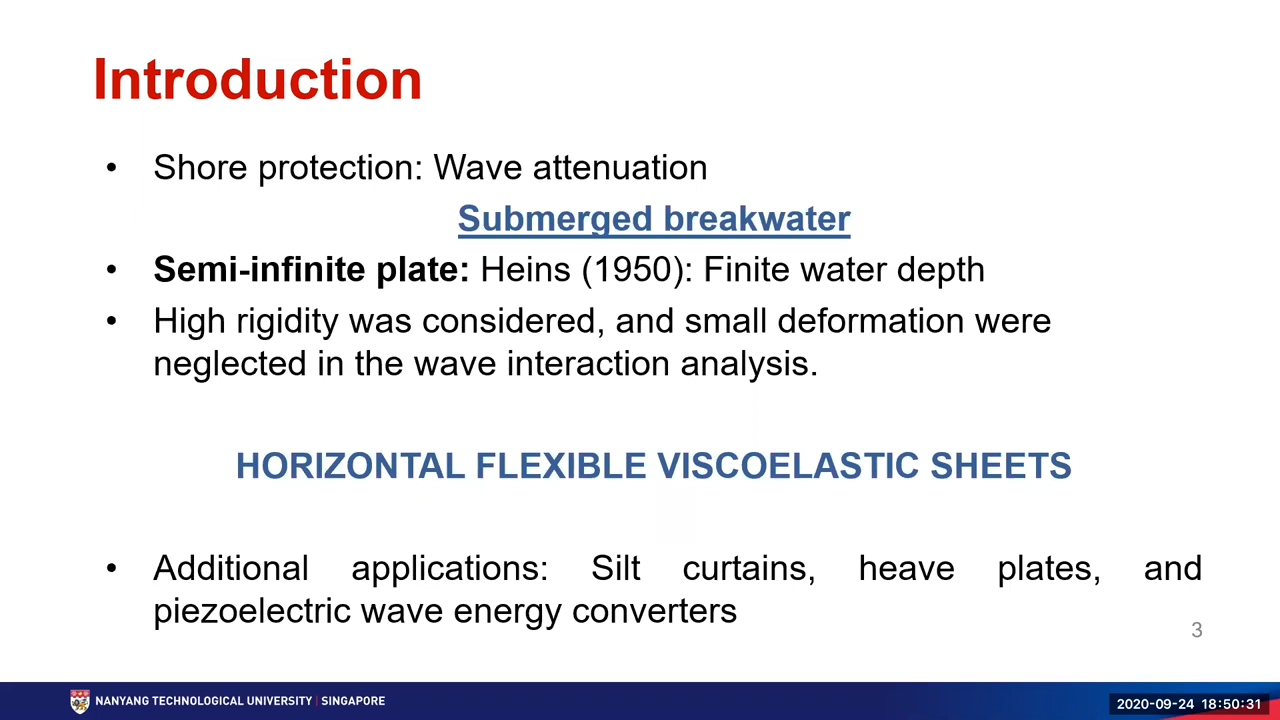 Introduction
• Shore protection: Wave attenuation
Submerged breakwater
• Semi-infinite plate: Heins (1950): Finite water depth
• High rigidity was considered, and small deformation were
neglected in the wave interaction analysis.
HORIZONTAL FLEXIBLE VISCOELASTIC SHEETS
• Additional applications: Silt curtains, heave plates, and
piezoelectric wave energy converters
3
NANYANG TECHNOLOGICAL UNIVERSITY | SINGAPORE
2020-09-24 18:50:31